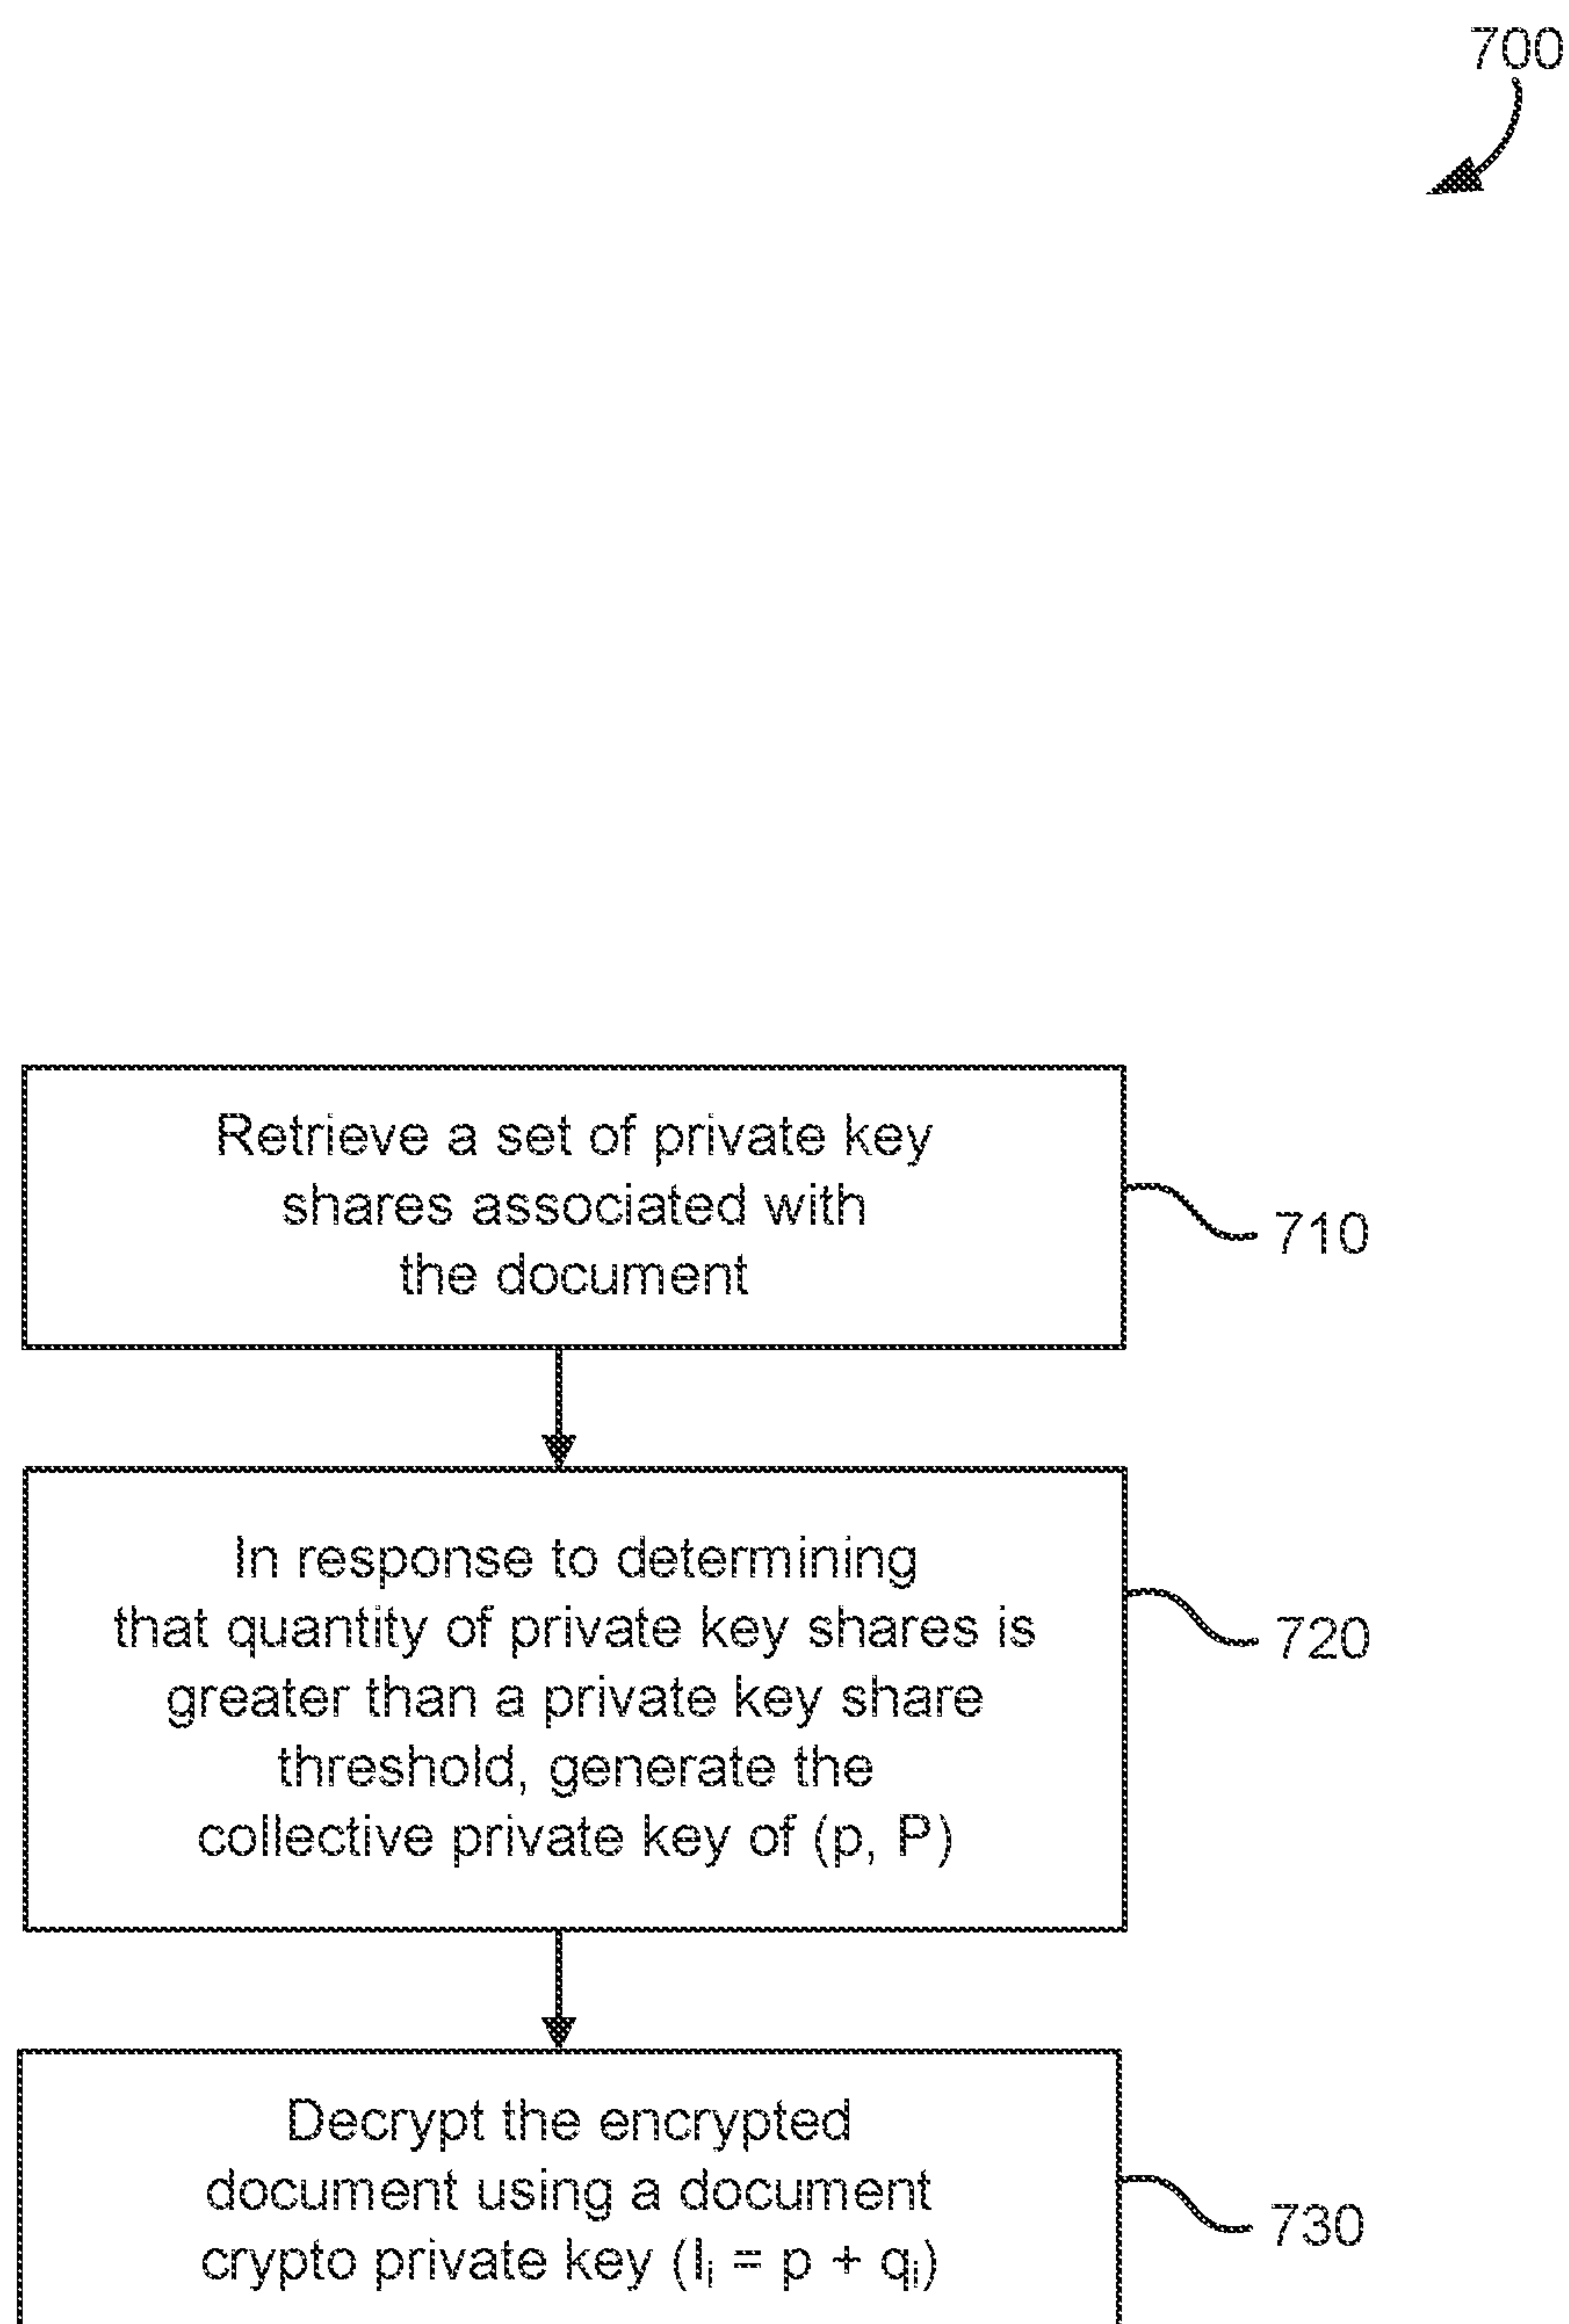 700
Retrieve a set of private key
shares associated with
the document
710
In response to determining
that quantity of private key shares is
greater than a private key share
threshold, generate the
collective private key of (p, P)
720
Decrypt the encrypted
document using a document
crypto private key (lᵢ = p + qᵢ)
730